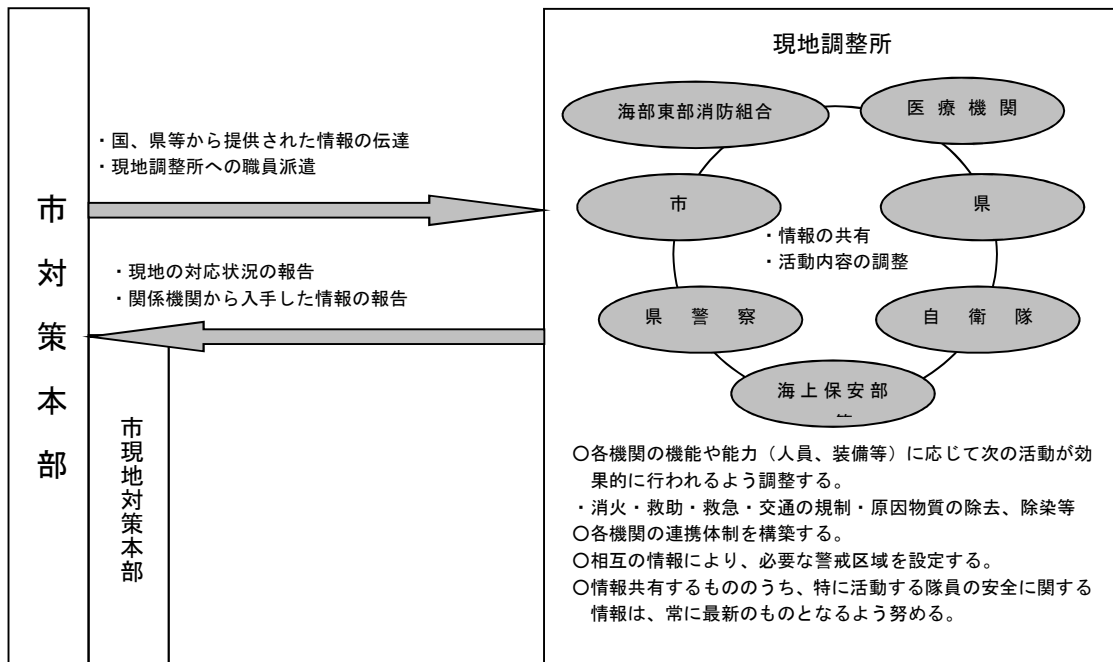 市対策本部
市現地対策本部
・国、県等から提供された情報の伝達
・現地調整所への職員派遣
・現地の対応状況の報告
・関係機関から入手した情報の報告
現地調整所
海部東部消防組合
医療機関
市
県
・情報の共有
・活動内容の調整
県警察
自衛隊
海上保安部
〇各機関の機能や能力（人員、装備等）に応じて次の活動が効
果的に行われるよう調整する。
・消火・救助・救急・交通の規制・原因物質の除去、除染等
〇各機関の連携体制を構築する。
〇相互の情報により、必要な警戒区域を設定する。
〇情報共有するもののうち、特に活動する隊員の安全に関する
情報は、常に最新のものとなるよう努める。